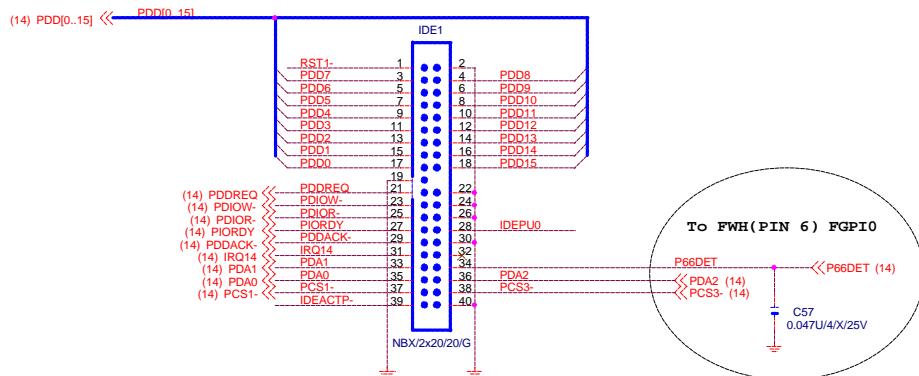 (14) PDD[0..15] PDD[0..15]
IDE1
RST1- 1 2
PDD7 3 4 PDD8
PDD6 5 6 PDD9
PDD5 7 8 PDD10
PDD4 9 10 PDD11
PDD3 11 12 PDD12
PDD2 13 14 PDD13
PDD1 15 16 PDD14
PDD0 17 18 PDD15
19
(14) PDDREQ PDDREQ 21 22
(14) PDIOW- PDIOW- 23 24
(14) PDIOR- PDIOR- 25 26
(14) PIORDY PIORDY 27 28 IDEPU0
(14) PDDACK- PDDACK- 29 30
(14) IRQ14 IRQ14 31 32
(14) PDA1 PDA1 33 34 P66DET P66DET (14)
(14) PDA0 PDA0 35 36 PDA2 PDA2 (14)
(14) PCS1- PCS1- 37 38 PCS3- PCS3- (14)
IDEACTP- 39 40
NBX/2x20/20/G
To FWH(PIN 6) FGPI0
C57
0.047U/4/X/25V